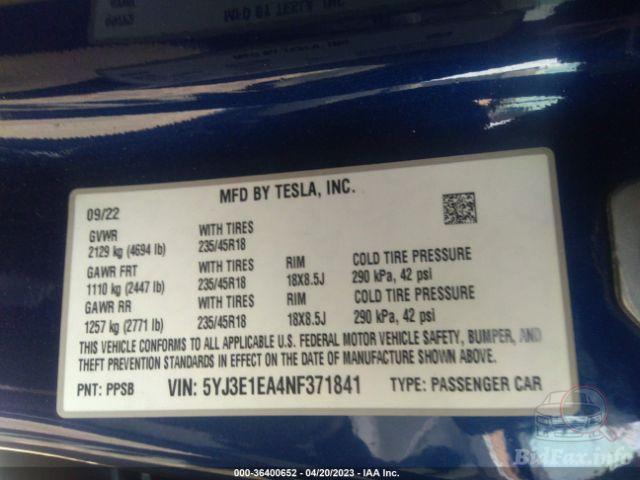 MFD BY TESLA, INC.
09/22
GVWR WITH TIRES
2129 kg (4694 lb) 235/45R18
GAWR FRT WITH TIRES RIM COLD TIRE PRESSURE
1110 kg (2447 lb) 235/45R18 18X8.5J 290 kPa, 42 psi
GAWR RR WITH TIRES RIM COLD TIRE PRESSURE
1257 kg (2771 lb) 235/45R18 18X8.5J 290 kPa, 42 psi
THIS VEHICLE CONFORMS TO ALL APPLICABLE U.S. FEDERAL MOTOR VEHICLE SAFETY, BUMPER, AND
THEFT PREVENTION STANDARDS IN EFFECT ON THE DATE OF MANUFACTURE SHOWN ABOVE.
PNT: PPSB VIN: 5YJ3E1EA4NF371841 TYPE: PASSENGER CAR
BidFax.info
000-36400652 - 04/20/2023 - IAA Inc.